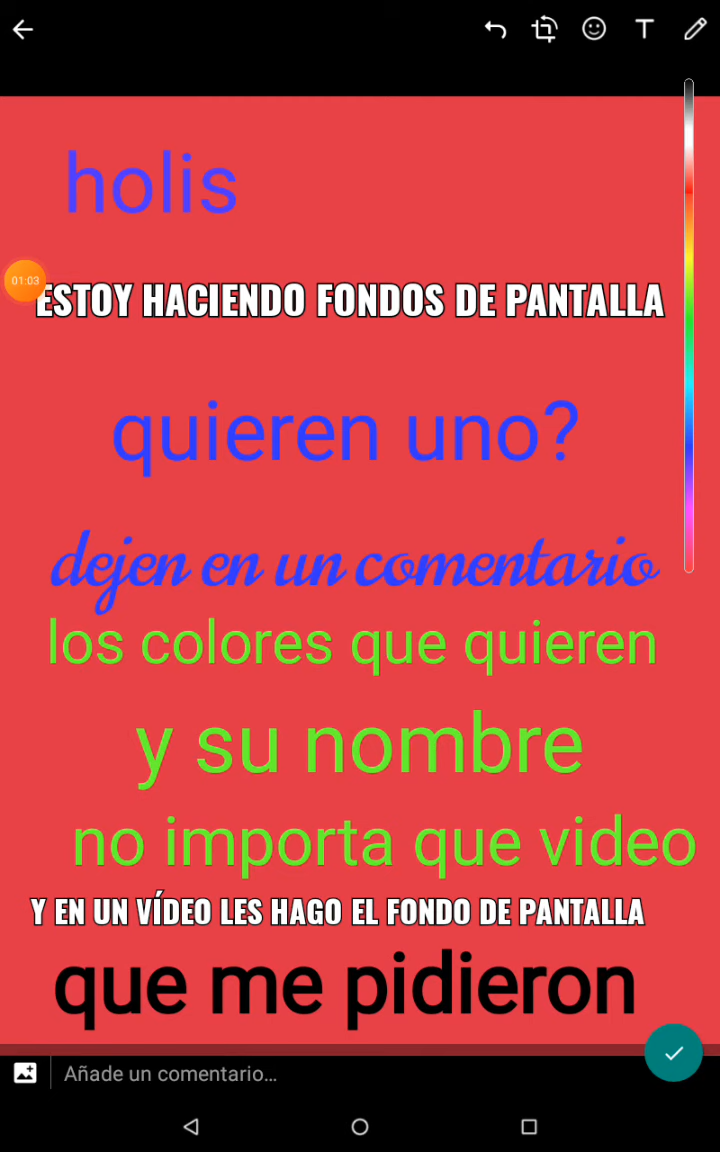 T
holis
01:03
ESTOY HACIENDO FONDOS DE PANTALLA
quieren uno?
dejen en un comentario
los colores que quieren
y su nombre
no importa que video
Y EN UN VÍDEO LES HAGO EL FONDO DE PANTALLA
que me pidieron
Añade un comentario...